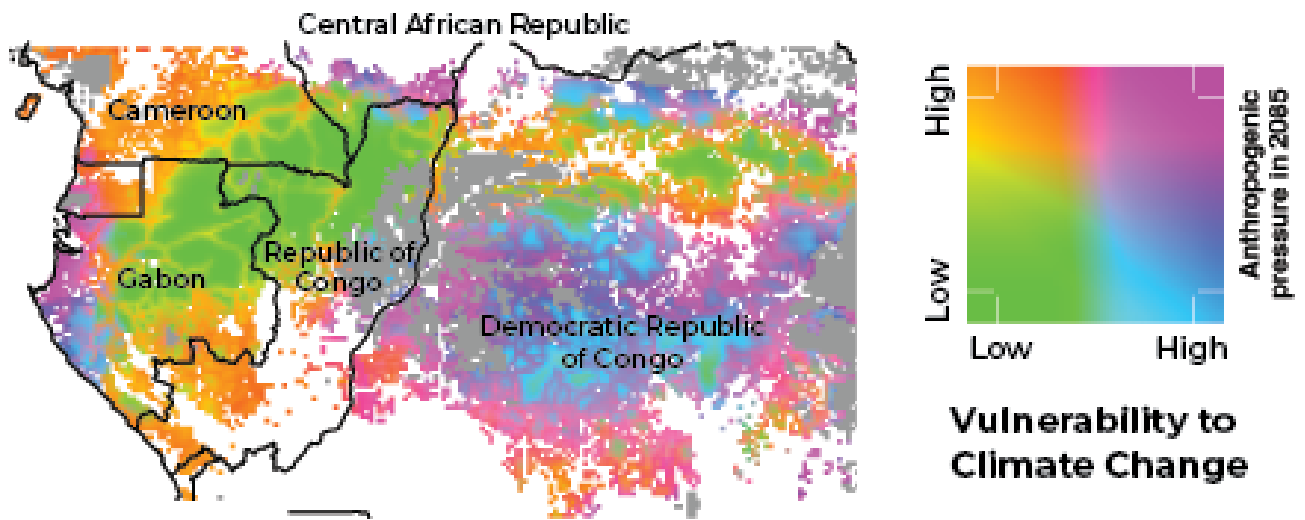 Central African Republic
Cameroon
Gabon
Republic of
Congo
Democratic Republic
of Congo
High
Low
Low
High
Anthropogenic
pressure in 2085
Vulnerability to
Climate Change